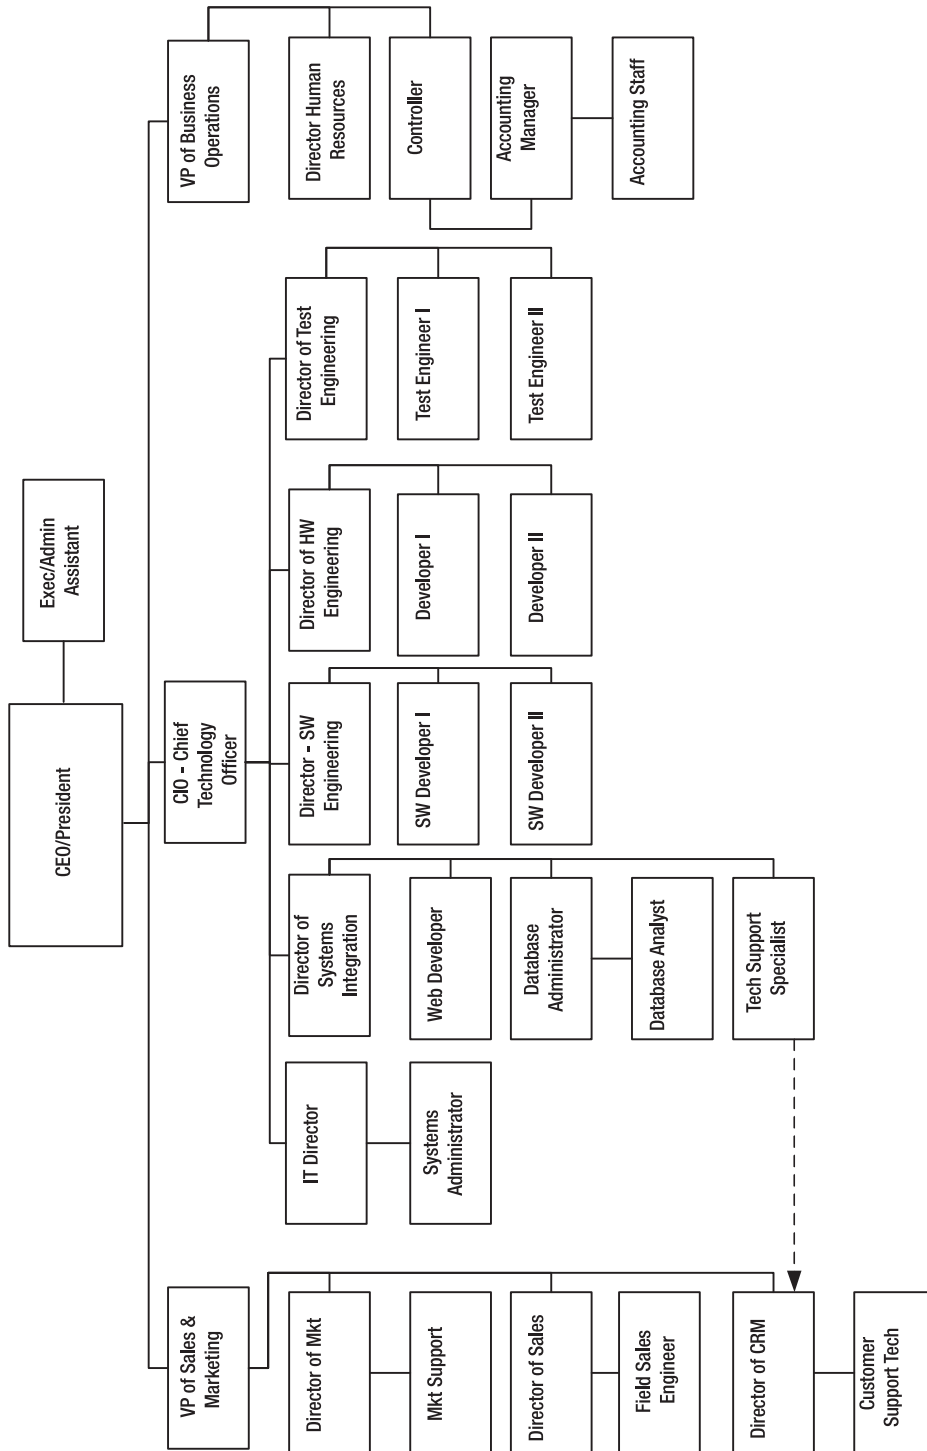 CEO/President
Exec/Admin
Assistant
VP of Sales &
Marketing
CIO - Chief
Technology
Officer
VP of Business
Operations
Director of Mkt
Mkt Support
Director of Sales
Field Sales
Engineer
Director of CRM
Customer
Support Tech
IT Director
Systems
Administrator
Director of
Systems
Integration
Web Developer
Database
Administrator
Database Analyst
Tech Support
Specialist
Director - SW
Engineering
SW Developer I
SW Developer II
Director of HW
Engineering
Developer I
Developer II
Director of Test
Engineering
Test Engineer I
Test Engineer II
Director Human
Resources
Controller
Accounting
Manager
Accounting Staff